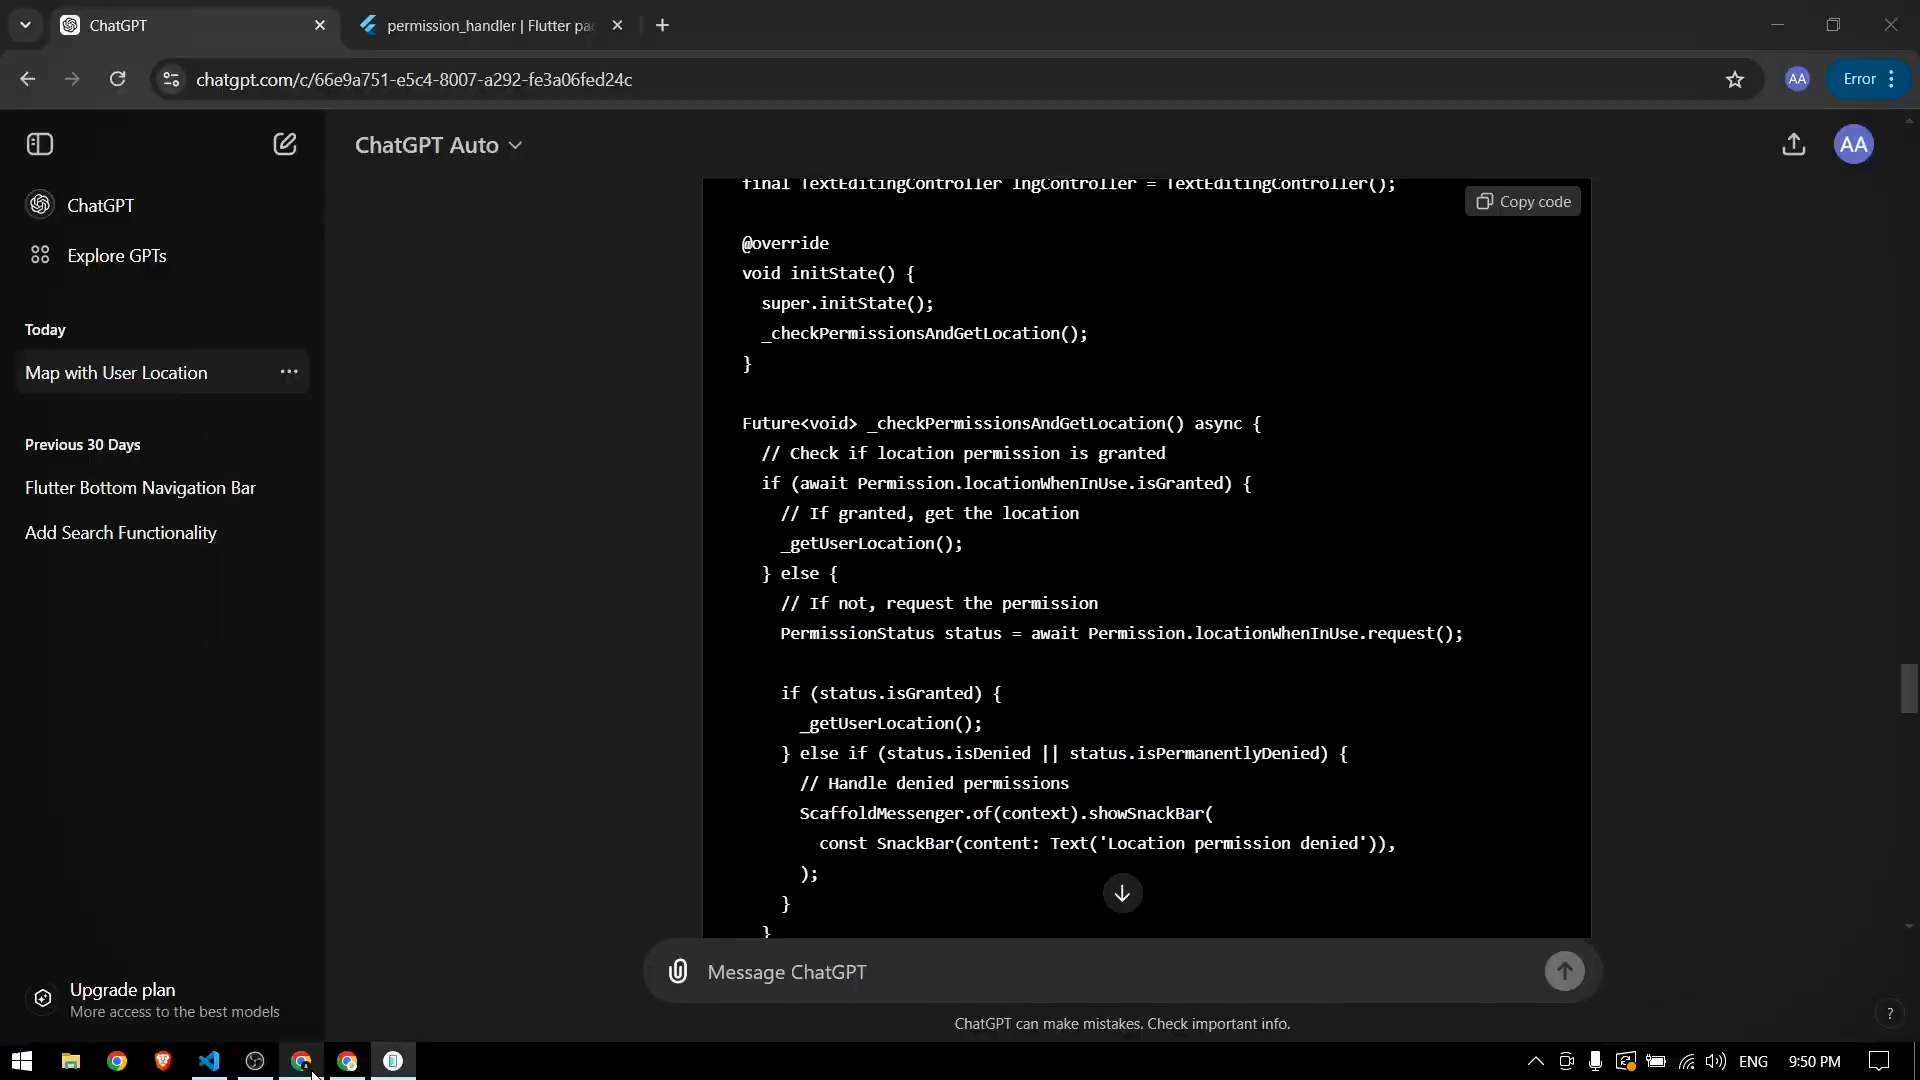 ChatGPT
permission_handler | Flutter pac
chatgpt.com/c/66e9a751-e5c4-8007-a292-fe3a06fed24c
AA
Error
ChatGPT Auto
AA
ChatGPT
Explore GPTs
Today
Map with User Location
Previous 30 Days
Flutter Bottom Navigation Bar
Add Search Functionality
Upgrade plan
More access to the best models
final TextEditingController lngController = TextEditingController();
Copy code
@override
void initState() {
super.initState();
_checkPermissionsAndGetLocation();
}
Future<void> _checkPermissionsAndGetLocation() async {
// Check if location permission is granted
if (await Permission.locationWhenInUse.isGranted) {
// If granted, get the location
_getUserLocation();
} else {
// If not, request the permission
PermissionStatus status = await Permission.locationWhenInUse.request();
if (status.isGranted) {
_getUserLocation();
} else if (status.isDenied || status.isPermanentlyDenied) {
// Handle denied permissions
ScaffoldMessenger.of(context).showSnackBar(
const SnackBar(content: Text('Location permission denied')),
);
}
}
Message ChatGPT
ChatGPT can make mistakes. Check important info.
?
ENG
9:50 PM